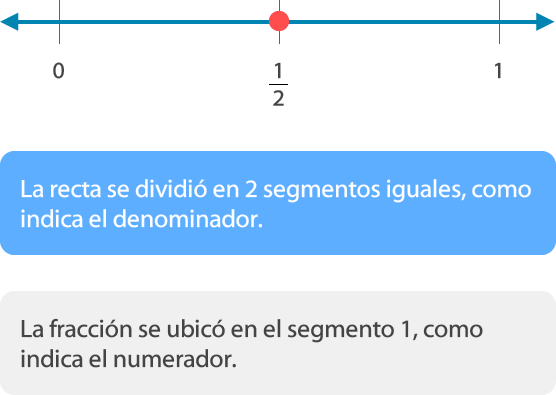 0 1/2 1
La recta se dividió en 2 segmentos iguales, como
indica el denominador.
La fracción se ubicó en el segmento 1, como
indica el numerador.